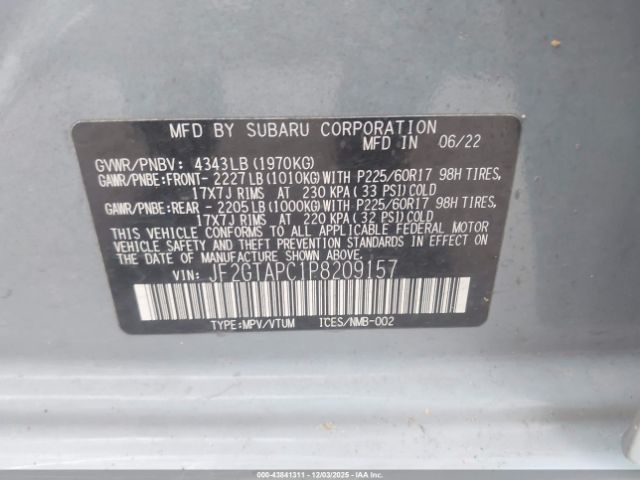 MFD BY SUBARU CORPORATION
MFD IN 06/22
GVWR/PNBV: 4343LB(1970KG)
GAWR/PNBE:FRONT- 2227LB(1010KG)WITH P225/60R17 98H TIRES,
17X7J RIMS AT 230 KPA(33 PSI)COLD
GAWR/PNBE:REAR - 2205LB(1000KG)WITH P225/60R17 98H TIRES,
17X7J RIMS AT 220 KPA(32 PSI)COLD
THIS VEHICLE CONFORMS TO ALL APPLICABLE FEDERAL MOTOR
VEHICLE SAFETY AND THEFT PREVENTION STANDARDS IN EFFECT
ON THE DATE OF MANUFACTURE SHOWN ABOVE.
VIN: JF2GTAPC1P8209157
TYPE:MPV/VTUM ICES/NMB-002
000-43841311 - 12/03/2025 - IAAI.COM